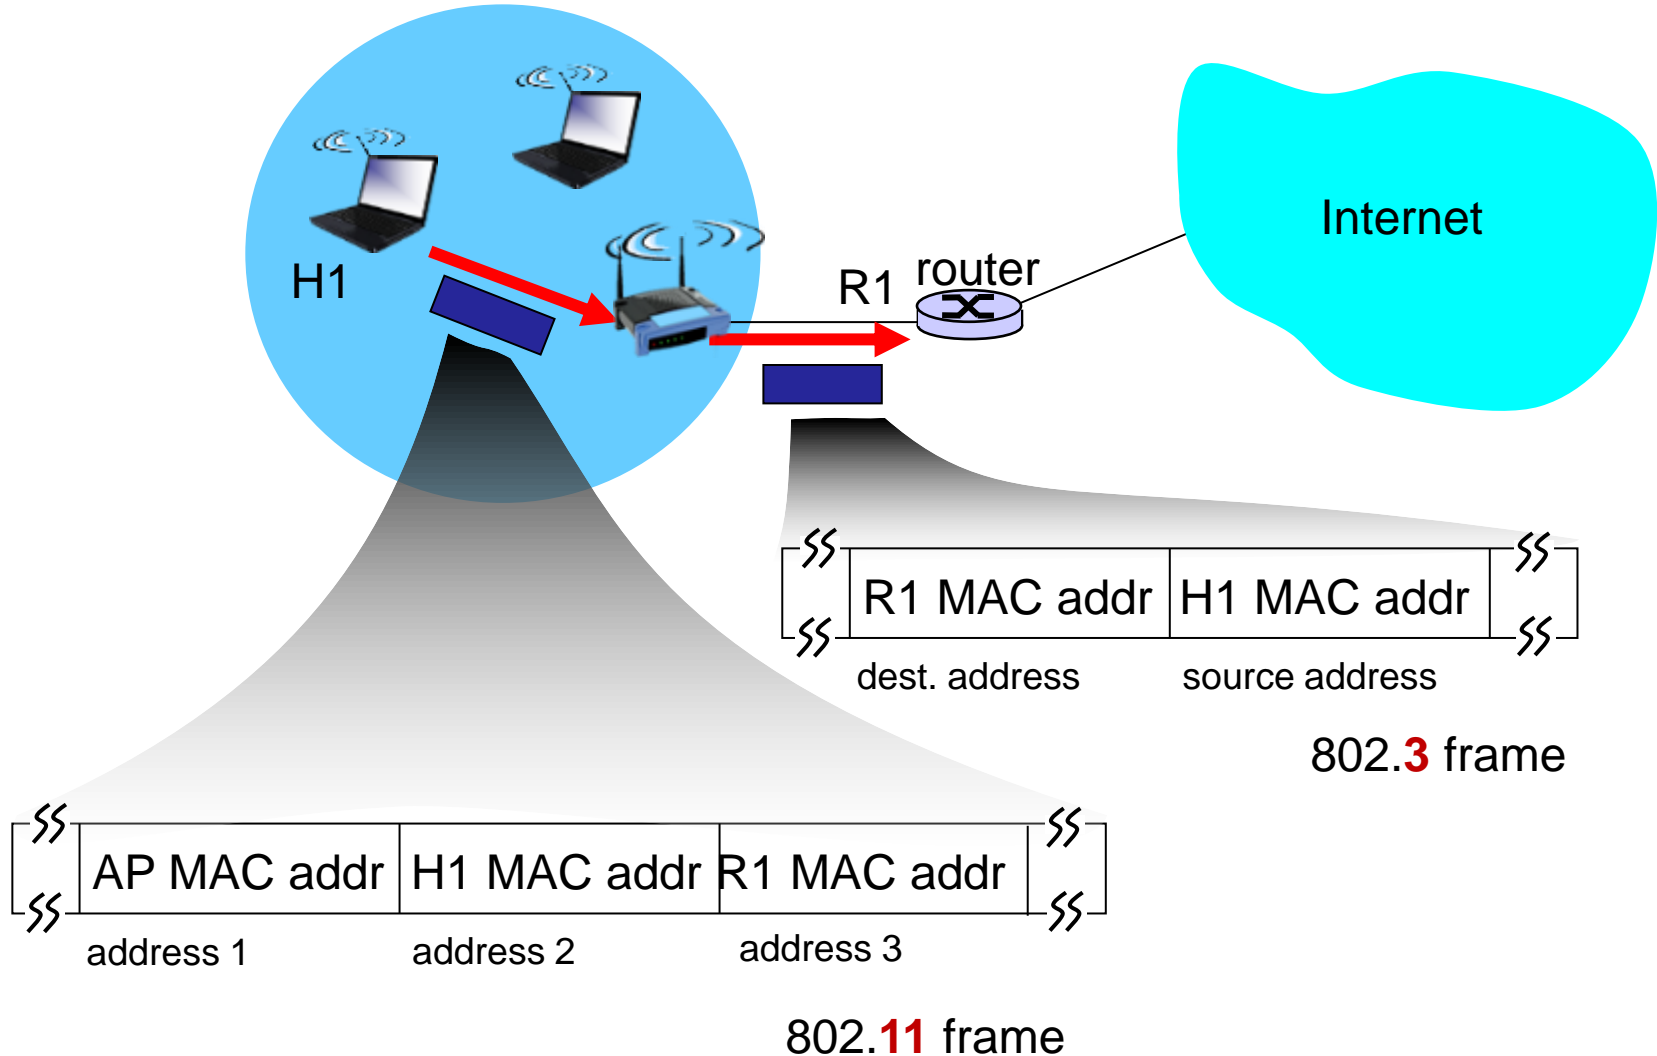 Internet
router
R1
H1
R1 MAC addr
H1 MAC addr
dest. address
source address
802.3 frame
AP MAC addr
H1 MAC addr
R1 MAC addr
address 1
address 2
address 3
802.11 frame